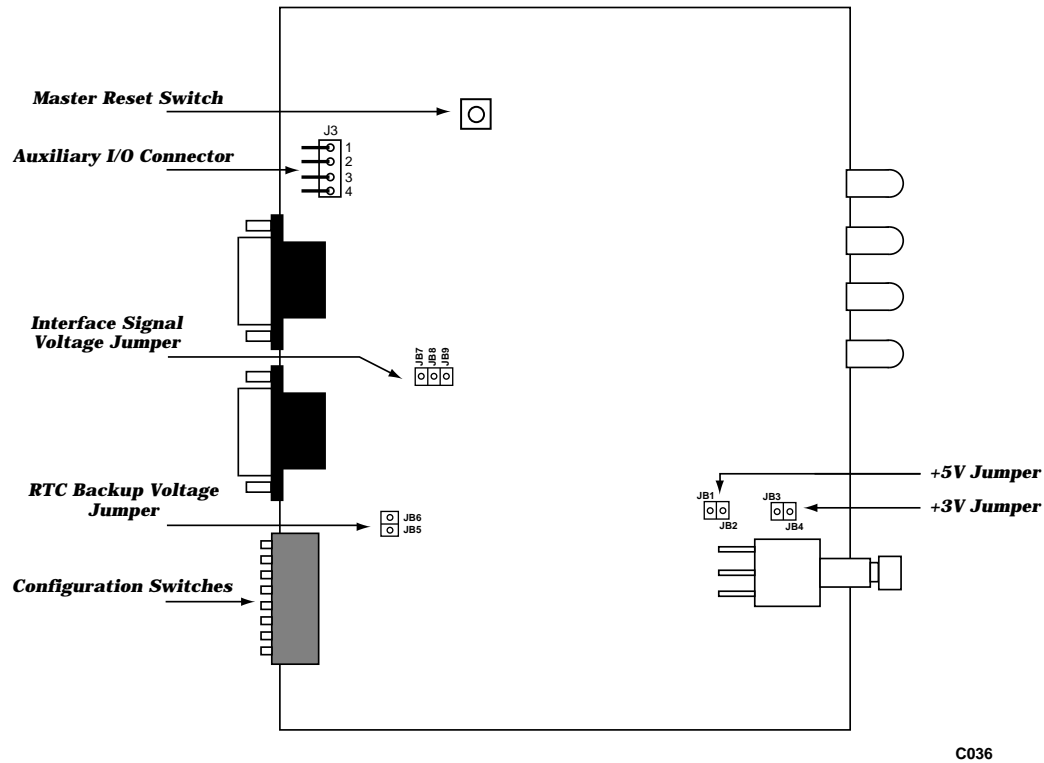 Master Reset Switch
J3
1
Auxiliary I/O Connector
2
3
4
Interface Signal
Voltage Jumper
JB7
JB8
JB9
RTC Backup Voltage
Jumper
JB6
JB5
+5V Jumper
JB1
JB2
JB3
JB4
+3V Jumper
Configuration Switches
C036